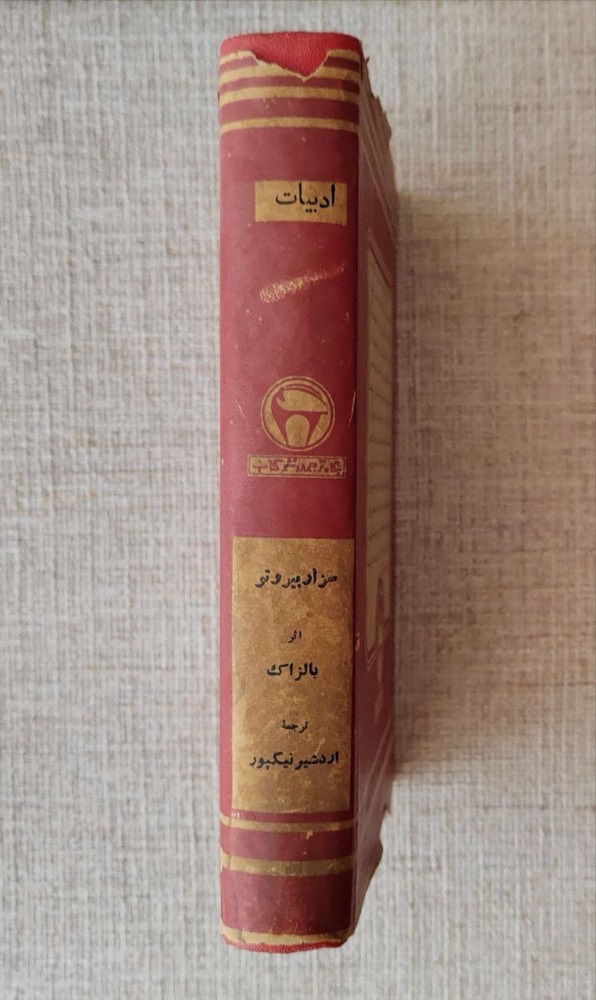 ادبیات
بنگاه ترجمه و نشر کتاب
سزار بیروتو
اثر
بالزاک
ترجمهٔ
اردشیر نیکپور